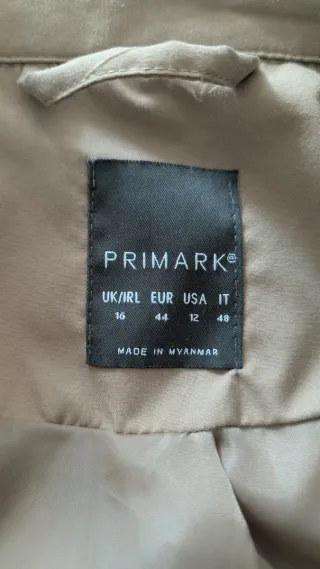 PRIMARK®
UK/IRL EUR USA IT
16 44 12 48
MADE IN MYANMAR